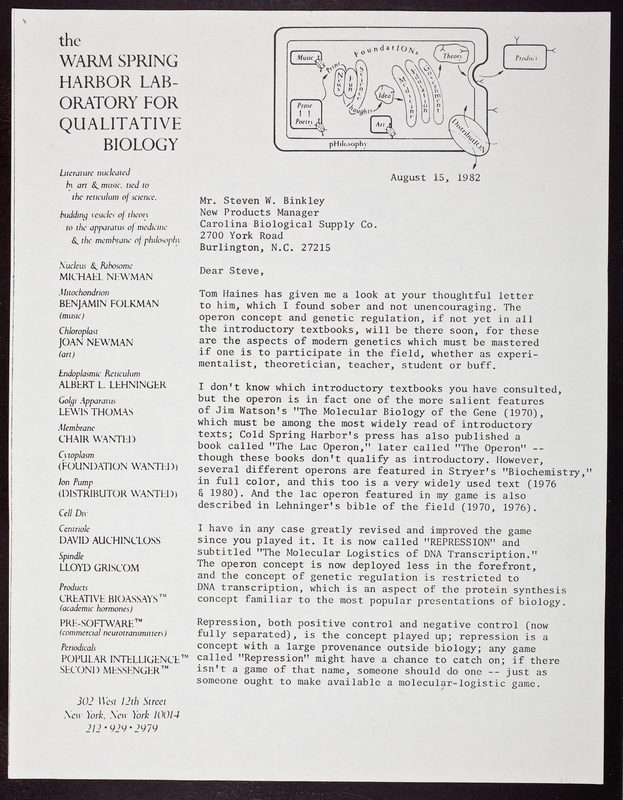 the
WARM SPRING
HARBOR LAB-
ORATORY FOR
QUALITATIVE
BIOLOGY
Literature nucleated
by art & music, tied to
the reticulum of science,
budding vesicles of theory
to the apparatus of medicine
& the membrane of philosophy
Nucleus & Ribosome
MICHAEL NEWMAN
Mitochondrion
BENJAMIN FOLKMAN
(music)
Chloroplast
JOAN NEWMAN
(art)
Endoplasmic Reticulum
ALBERT L. LEHNINGER
Golgi Apparatus
LEWIS THOMAS
Membrane
CHAIR WANTED
Cytoplasm
(FOUNDATION WANTED)
Ion Pump
(DISTRIBUTOR WANTED)
Cell Div
Centriole
DAVID AUCHINCLOSS
Spindle
LLOYD GRISCOM
Products
CREATIVE BIOASSAYS™
(academic hormones)
PRE-SOFTWARE™
(commercial neurotransmitters)
Periodicals
POPULAR INTELLIGENCE™
SECOND MESSENGER™
302 West 12th Street
New York, New York 10014
212•929•2979
FoundatIONs
Music
Print
News
Fun
Science
Prose
Poetry
Thoughts
Idea
Art
Medicine
Education
Government
Theory
Product
DistributION
pHilosophy
August 15, 1982
Mr. Steven W. Binkley
New Products Manager
Carolina Biological Supply Co.
2700 York Road
Burlington, N.C. 27215
Dear Steve,
Tom Haines has given me a look at your thoughtful letter
to him, which I found sober and not unencouraging. The
operon concept and genetic regulation, if not yet in all
the introductory textbooks, will be there soon, for these
are the aspects of modern genetics which must be mastered
if one is to participate in the field, whether as experi-
mentalist, theoretician, teacher, student or buff.
I don't know which introductory textbooks you have consulted,
but the operon is in fact one of the more salient features
of Jim Watson's "The Molecular Biology of the Gene (1970),
which must be among the most widely read of introductory
texts; Cold Spring Harbor's press has also published a
book called "The Lac Operon," later called "The Operon" --
though these books don't qualify as introductory. However,
several different operons are featured in Stryer's "Biochemistry,"
in full color, and this too is a very widely used text (1976
& 1980). And the lac operon featured in my game is also
described in Lehninger's bible of the field (1970, 1976).
I have in any case greatly revised and improved the game
since you played it. It is now called "REPRESSION" and
subtitled "The Molecular Logistics of DNA Transcription."
The operon concept is now deployed less in the forefront,
and the concept of genetic regulation is restricted to
DNA transcription, which is an aspect of the protein synthesis
concept familiar to the most popular presentations of biology.
Repression, both positive control and negative control (now
fully separated), is the concept played up; repression is a
concept with a large provenance outside biology; any game
called "Repression" might have a chance to catch on; if there
isn't a game of that name, someone should do one -- just as
someone ought to make available a molecular-logistic game.